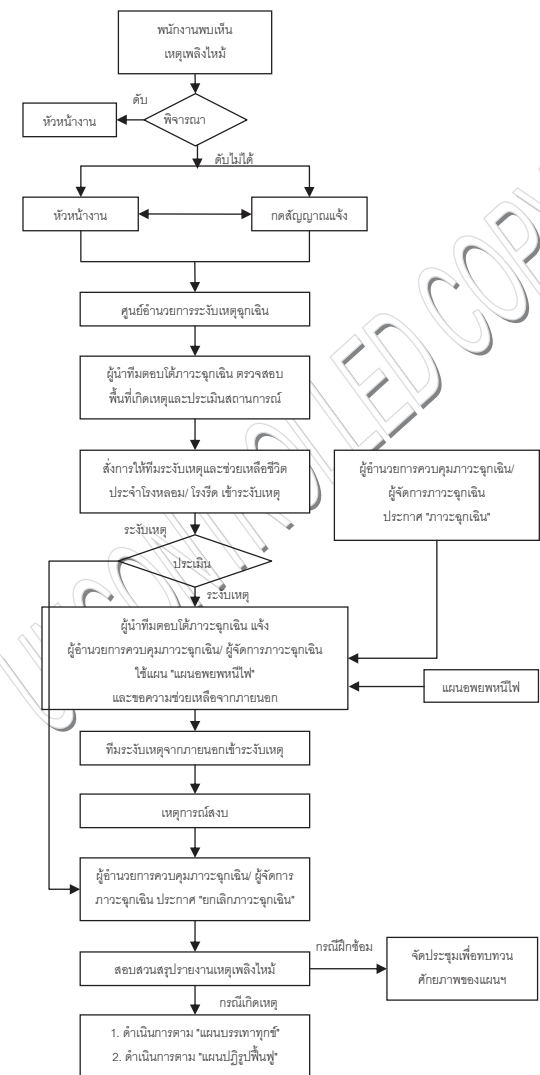 พนักงานพบเห็น
เหตุเพลิงไหม้
ดับ
พิจารณา
หัวหน้างาน
ดับไม่ได้
หัวหน้างาน
กดสัญญาณแจ้ง
ศูนย์อำนวยการระงับเหตุฉุกเฉิน
ผู้นำทีมตอบโต้ภาวะฉุกเฉิน ตรวจสอบ
พื้นที่เกิดเหตุและประเมินสถานการณ์
สั่งการให้ทีมระงับเหตุและช่วยเหลือชีวิต
ประจำโรงหลอม/ โรงรีด เข้าระงับเหตุ
ผู้อำนวยการควบคุมภาวะฉุกเฉิน/
ผู้จัดการภาวะฉุกเฉิน
ประกาศ "ภาวะฉุกเฉิน"
ระงับเหตุ
ประเมิน
ระงับเหตุ
ผู้นำทีมตอบโต้ภาวะฉุกเฉิน แจ้ง
ผู้อำนวยการควบคุมภาวะฉุกเฉิน/ ผู้จัดการภาวะฉุกเฉิน
ใช้แผน "แผนอพยพหนีไฟ"
และขอความช่วยเหลือจากภายนอก
แผนอพยพหนีไฟ
ทีมระงับเหตุจากภายนอกเข้าระงับเหตุ
เหตุการณ์สงบ
ผู้อำนวยการควบคุมภาวะฉุกเฉิน/ ผู้จัดการ
ภาวะฉุกเฉิน ประกาศ "ยกเลิกภาวะฉุกเฉิน"
กรณีฝึกซ้อม
สอบสวนสรุปรายงานเหตุเพลิงไหม้
จัดประชุมเพื่อทบทวน
ศักยภาพของแผนฯ
กรณีเกิดเหตุ
1. ดำเนินการตาม "แผนบรรเทาทุกข์"
2. ดำเนินการตาม "แผนปฏิรูปฟื้นฟู"
UNCONTROLLED COPY